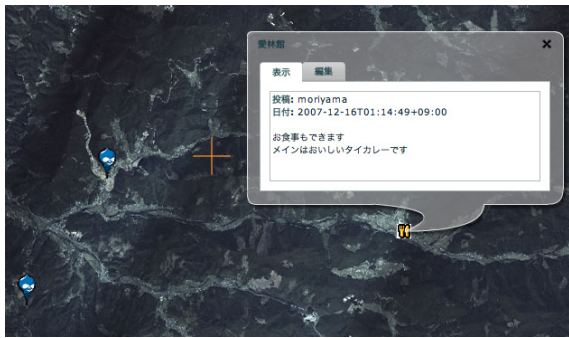 愛林館
表示
編集
投稿: moriyama
日付: 2007-12-16T01:14:49+09:00
お食事もできます
メインはおいしいタイカレーです